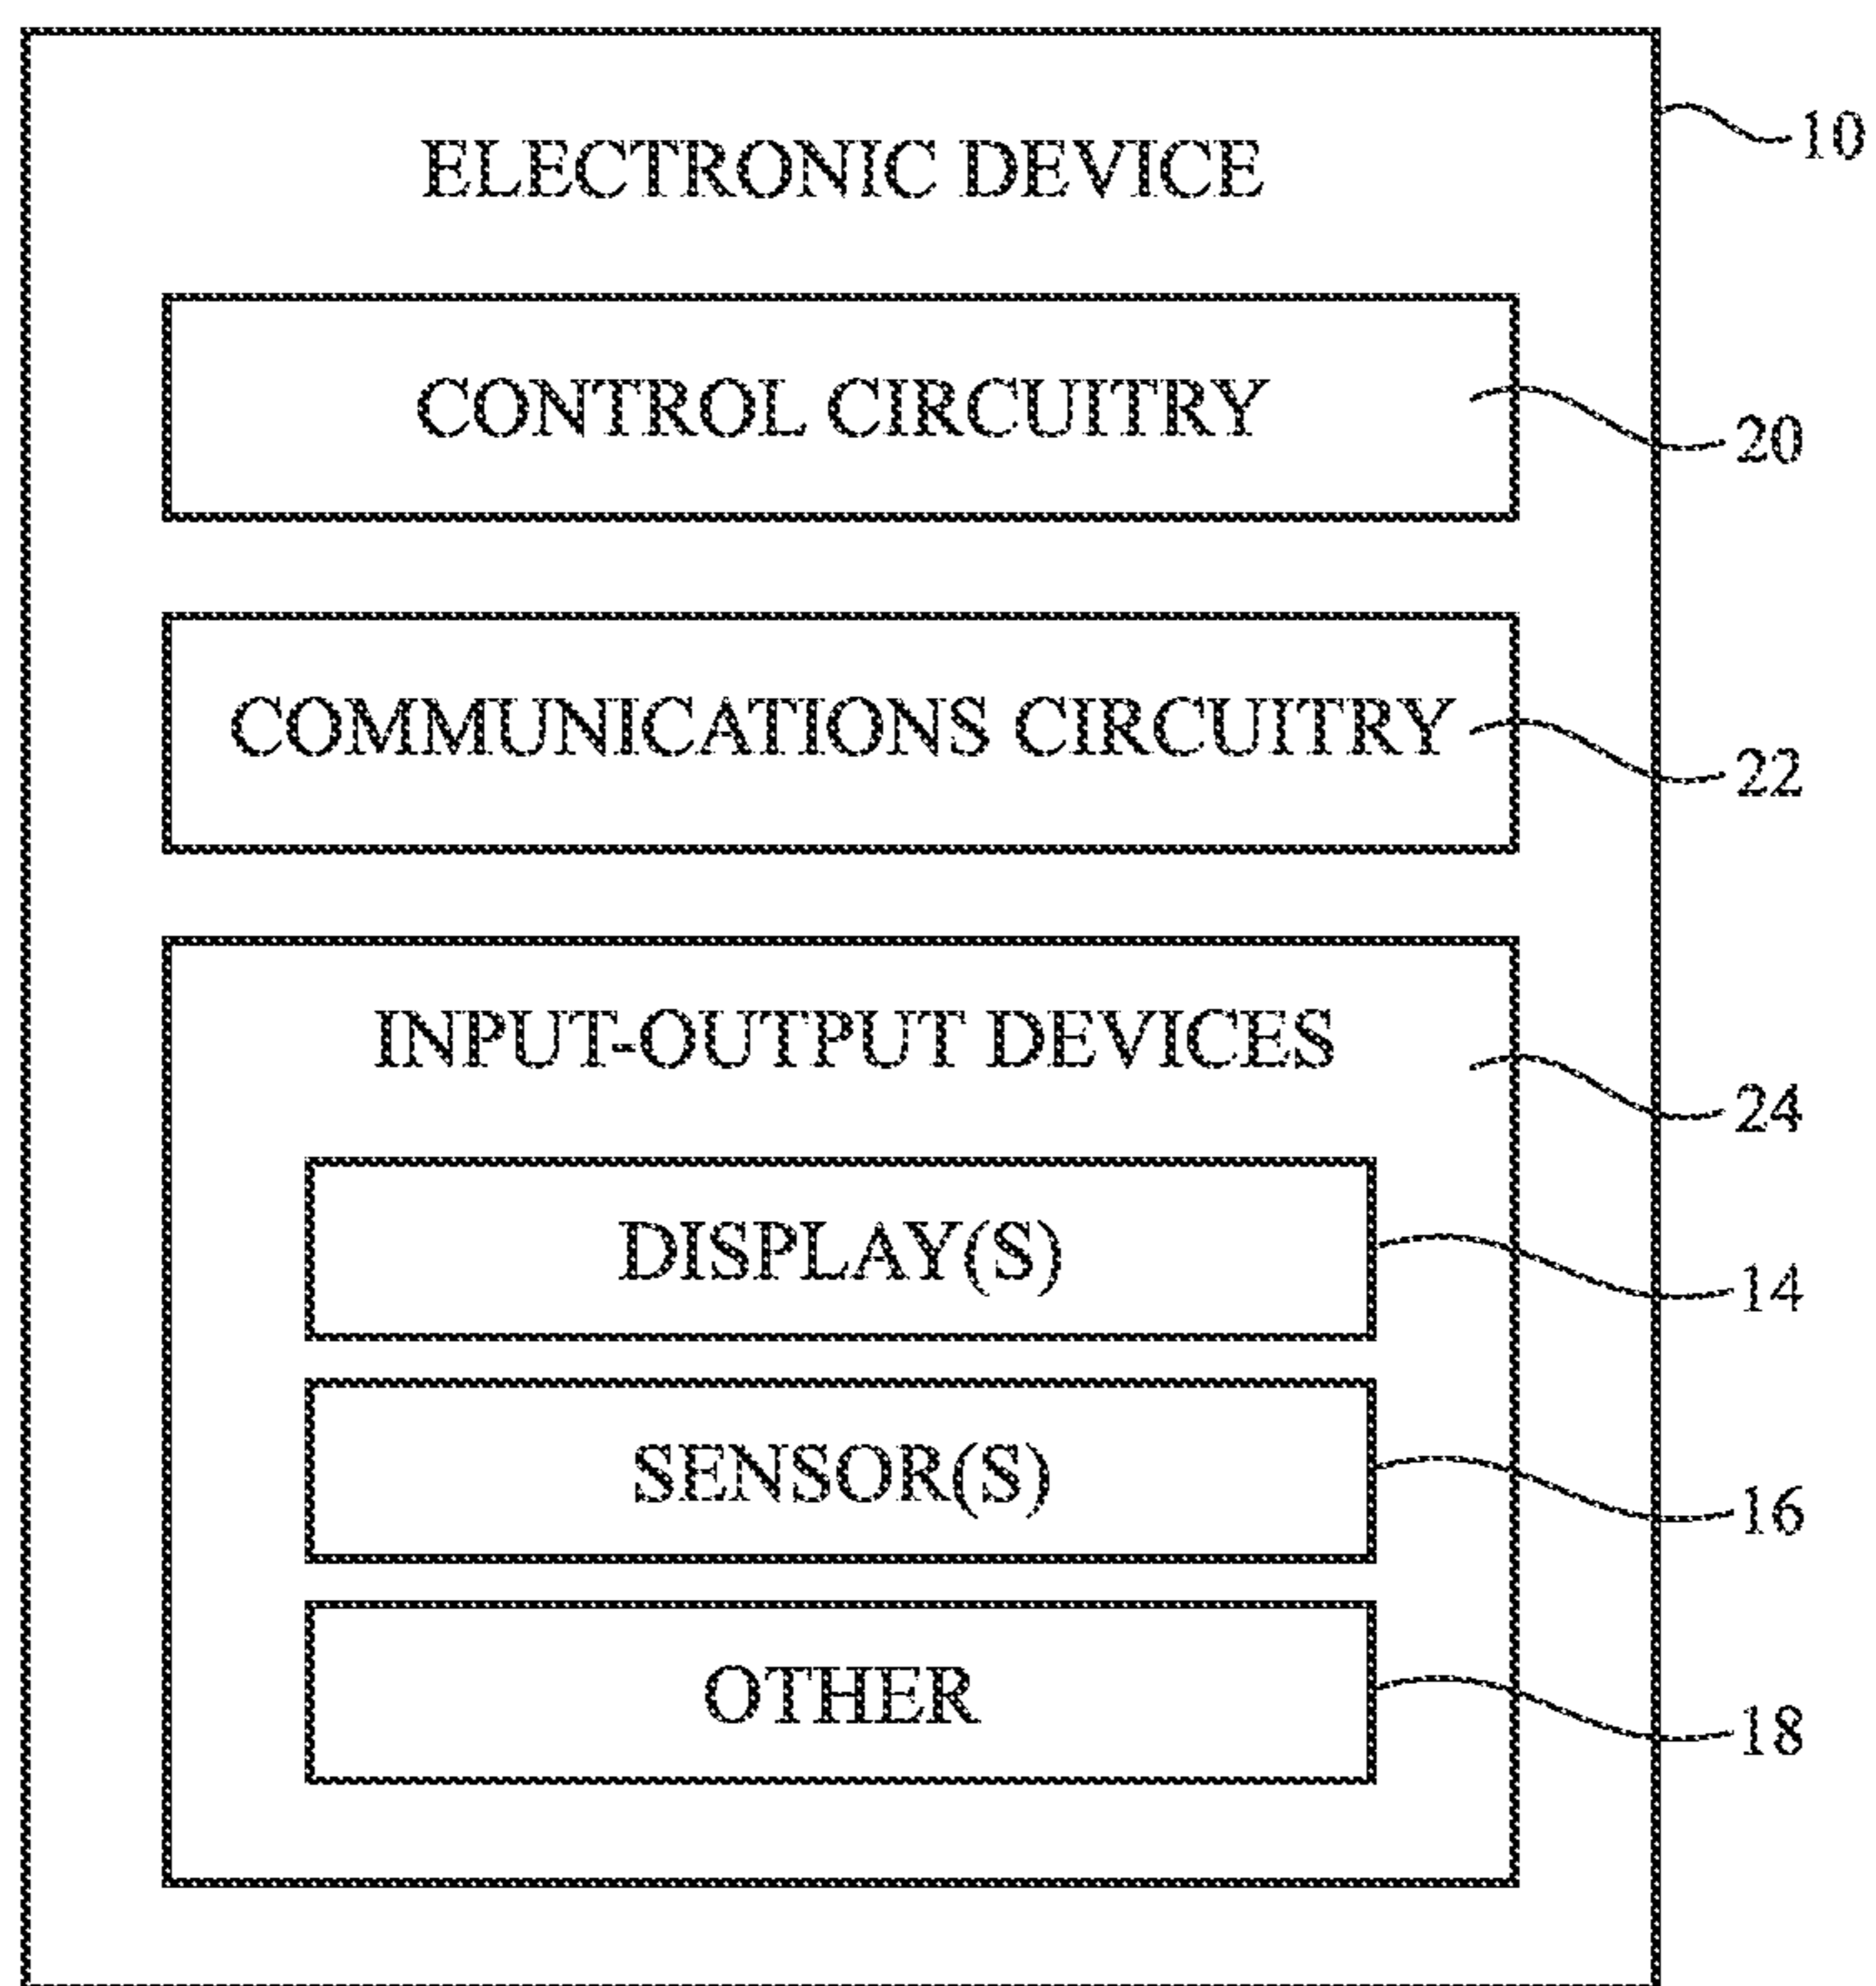 ELECTRONIC DEVICE
10
CONTROL CIRCUITRY
20
COMMUNICATIONS CIRCUITRY
22
INPUT-OUTPUT DEVICES
24
DISPLAY(S)
14
SENSOR(S)
16
OTHER
18